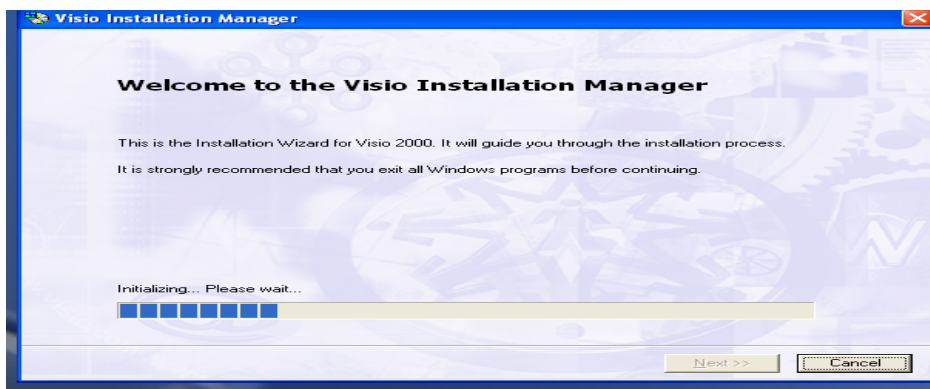 Visio Installation Manager
Welcome to the Visio Installation Manager
This is the Installation Wizard for Visio 2000. It will guide you through the installation process.
It is strongly recommended that you exit all Windows programs before continuing.
Initializing... Please wait...
Next >> Cancel